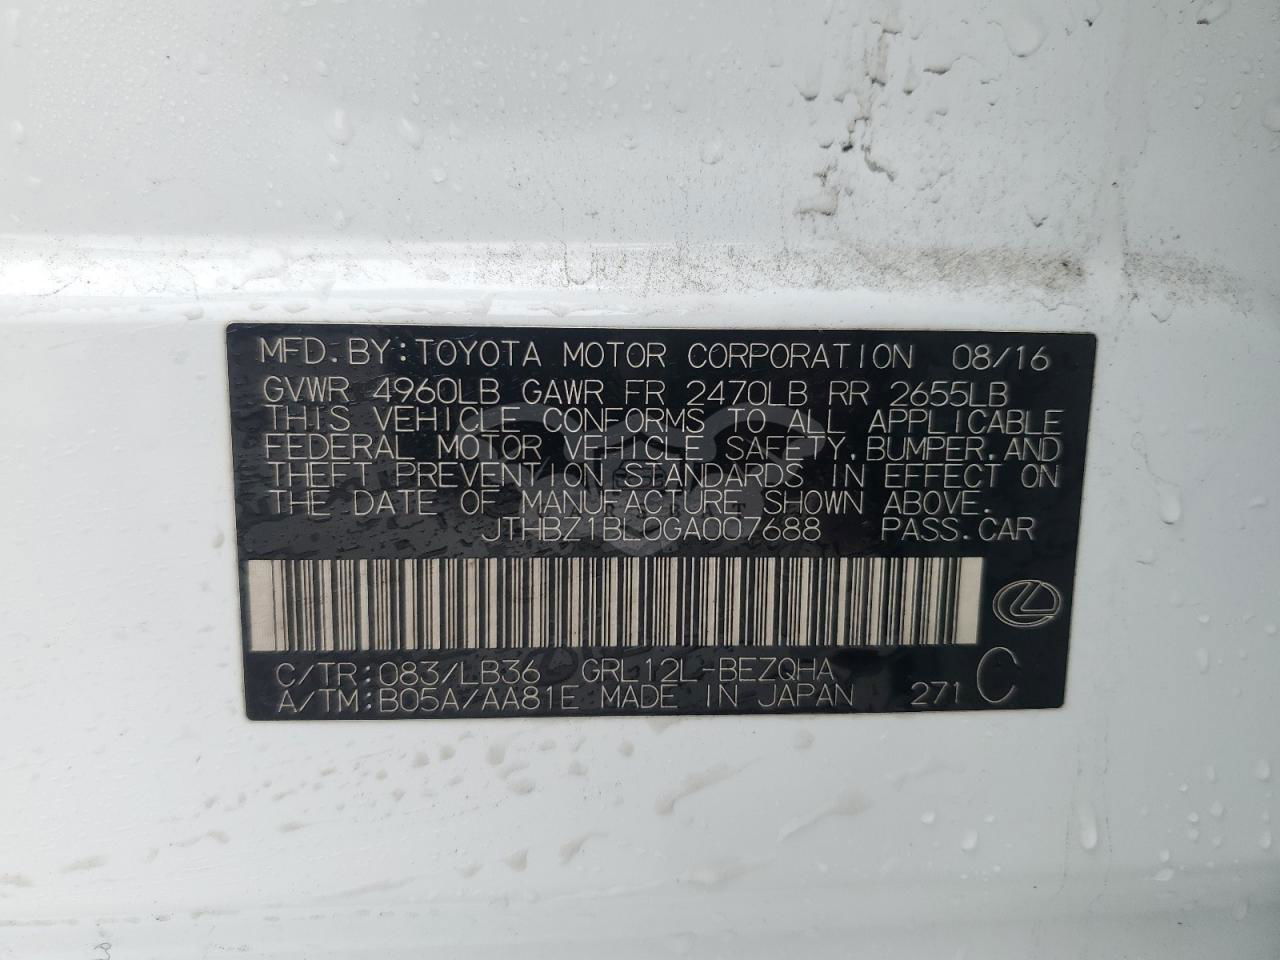 MFD. BY: TOYOTA MOTOR CORPORATION 08/16
GVWR 4960LB GAWR FR 2470LB RR 2655LB
THIS VEHICLE CONFORMS TO ALL APPLICABLE
FEDERAL MOTOR VEHICLE SAFETY, BUMPER, AND
THEFT PREVENTION STANDARDS IN EFFECT ON
THE DATE OF MANUFACTURE SHOWN ABOVE.
JTHBZ1BL0GA007688 PASS. CAR
C/TR: 083/LB36 GRL12L-BEZQHA
A/TM: B05A/AA81E MADE IN JAPAN 271 C